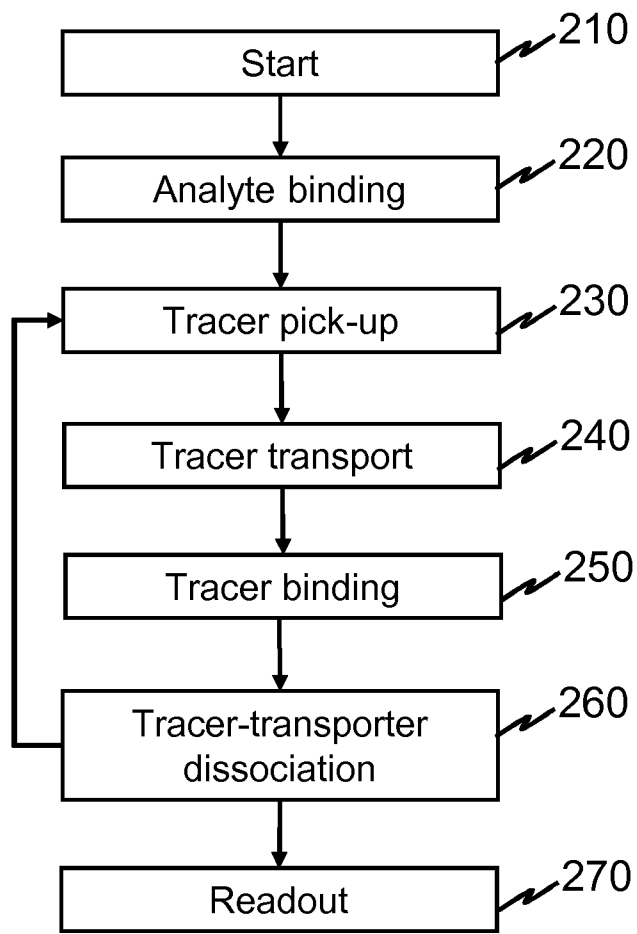 210
Start
220
Analyte binding
230
Tracer pick-up
240
Tracer transport
250
Tracer binding
260
Tracer-transporter
dissociation
270
Readout